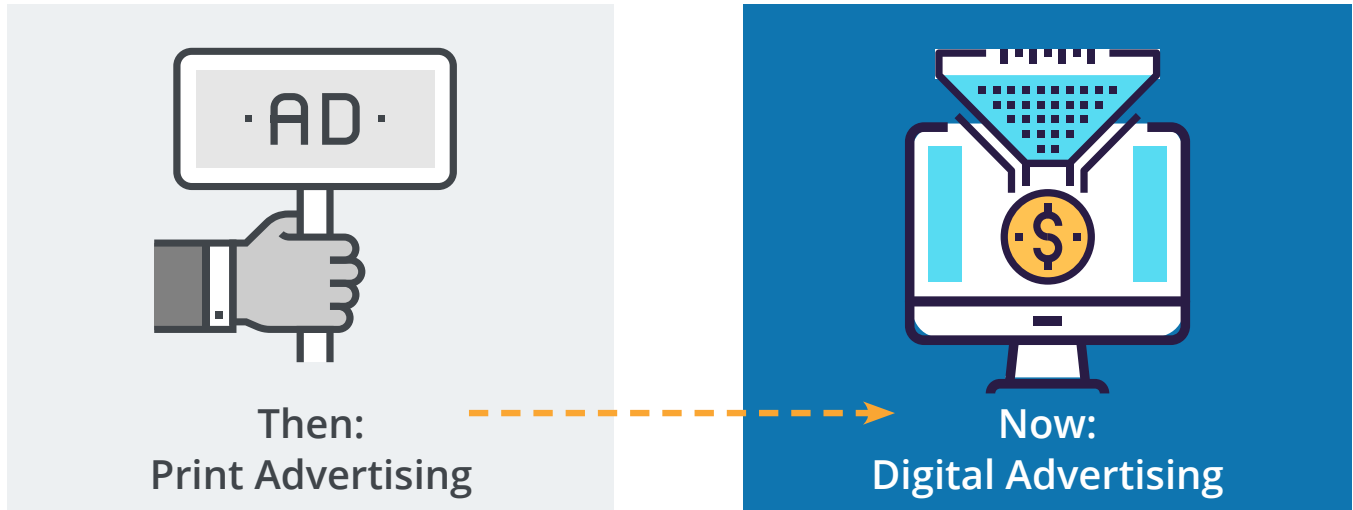 · AD ·
$
Then:
Print Advertising
Now:
Digital Advertising